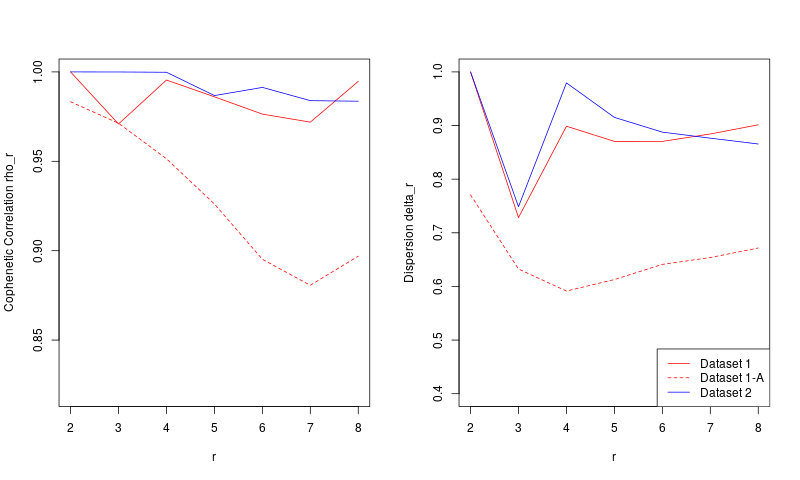 Cophenetic Correlation rho_r
1.00
0.95
0.90
0.85
2 3 4 5 6 7 8
r
Dispersion delta_r
1.0
0.9
0.8
0.7
0.6
0.5
0.4
Dataset 1
Dataset 1-A
Dataset 2
2 3 4 5 6 7 8
r